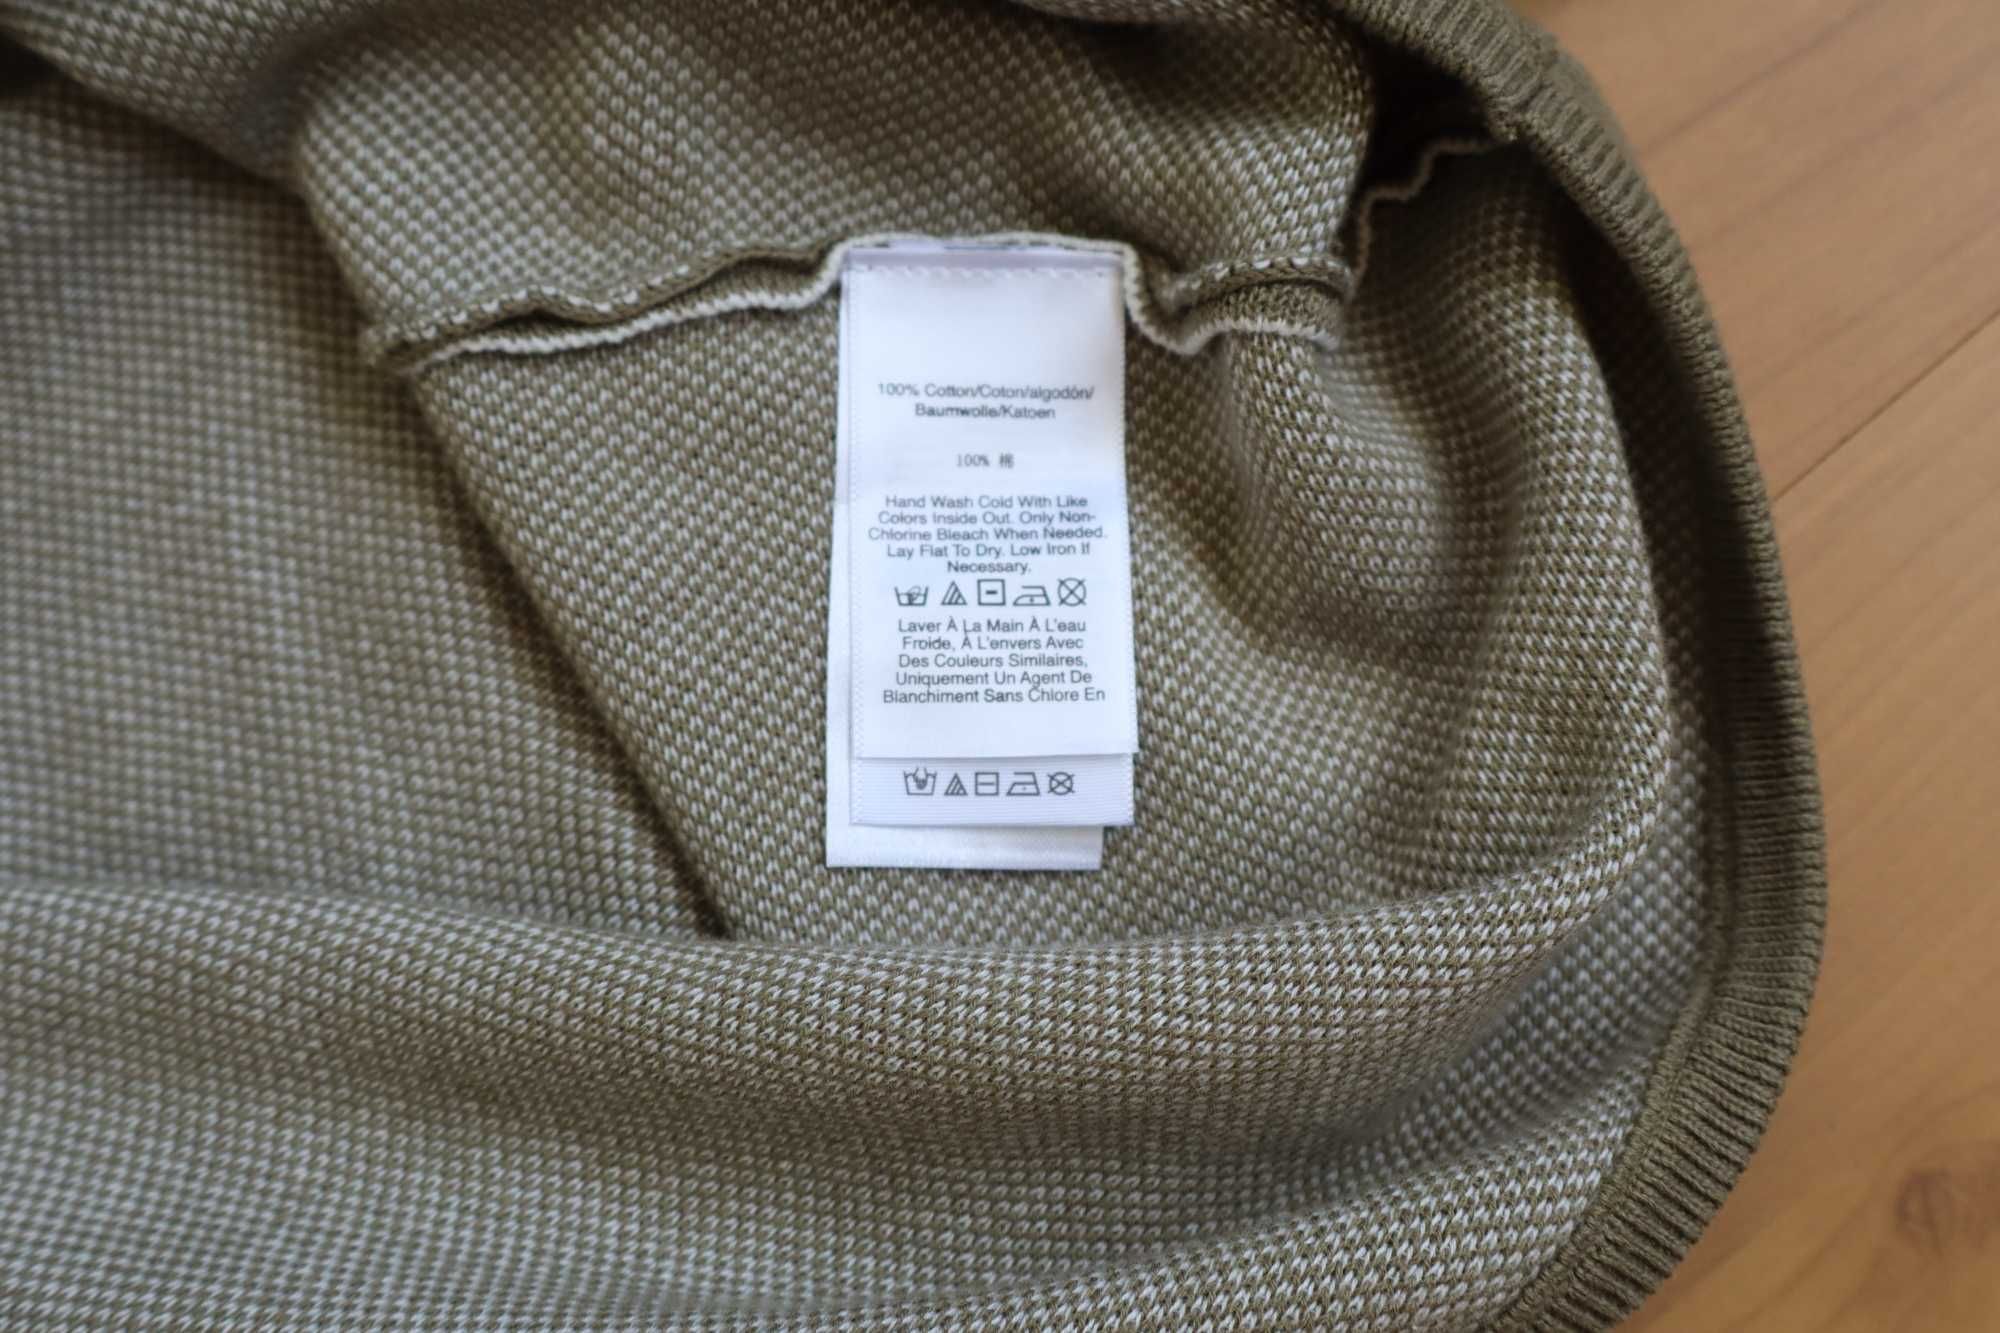 100% Cotton/Coton/algodón/
Baumwolle/Katoen
100% 棉
Hand Wash Cold With Like
Colors Inside Out. Only Non-
Chlorine Bleach When Needed.
Lay Flat To Dry. Low Iron If
Necessary.
Laver À La Main À L'eau
Froide, À L'envers Avec
Des Couleurs Similaires,
Uniquement Un Agent De
Blanchiment Sans Chlore En